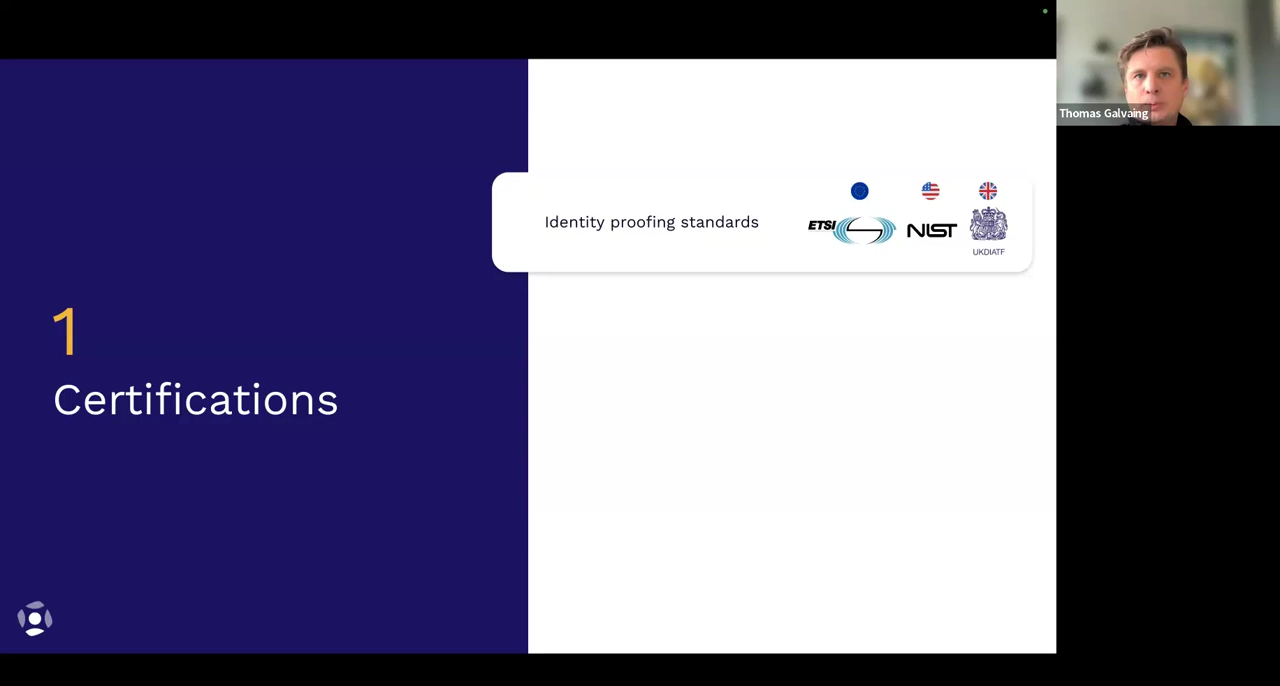 Thomas Galvaing
Identity proofing standards
ETSI
NIST
UKDIATF
1
Certifications